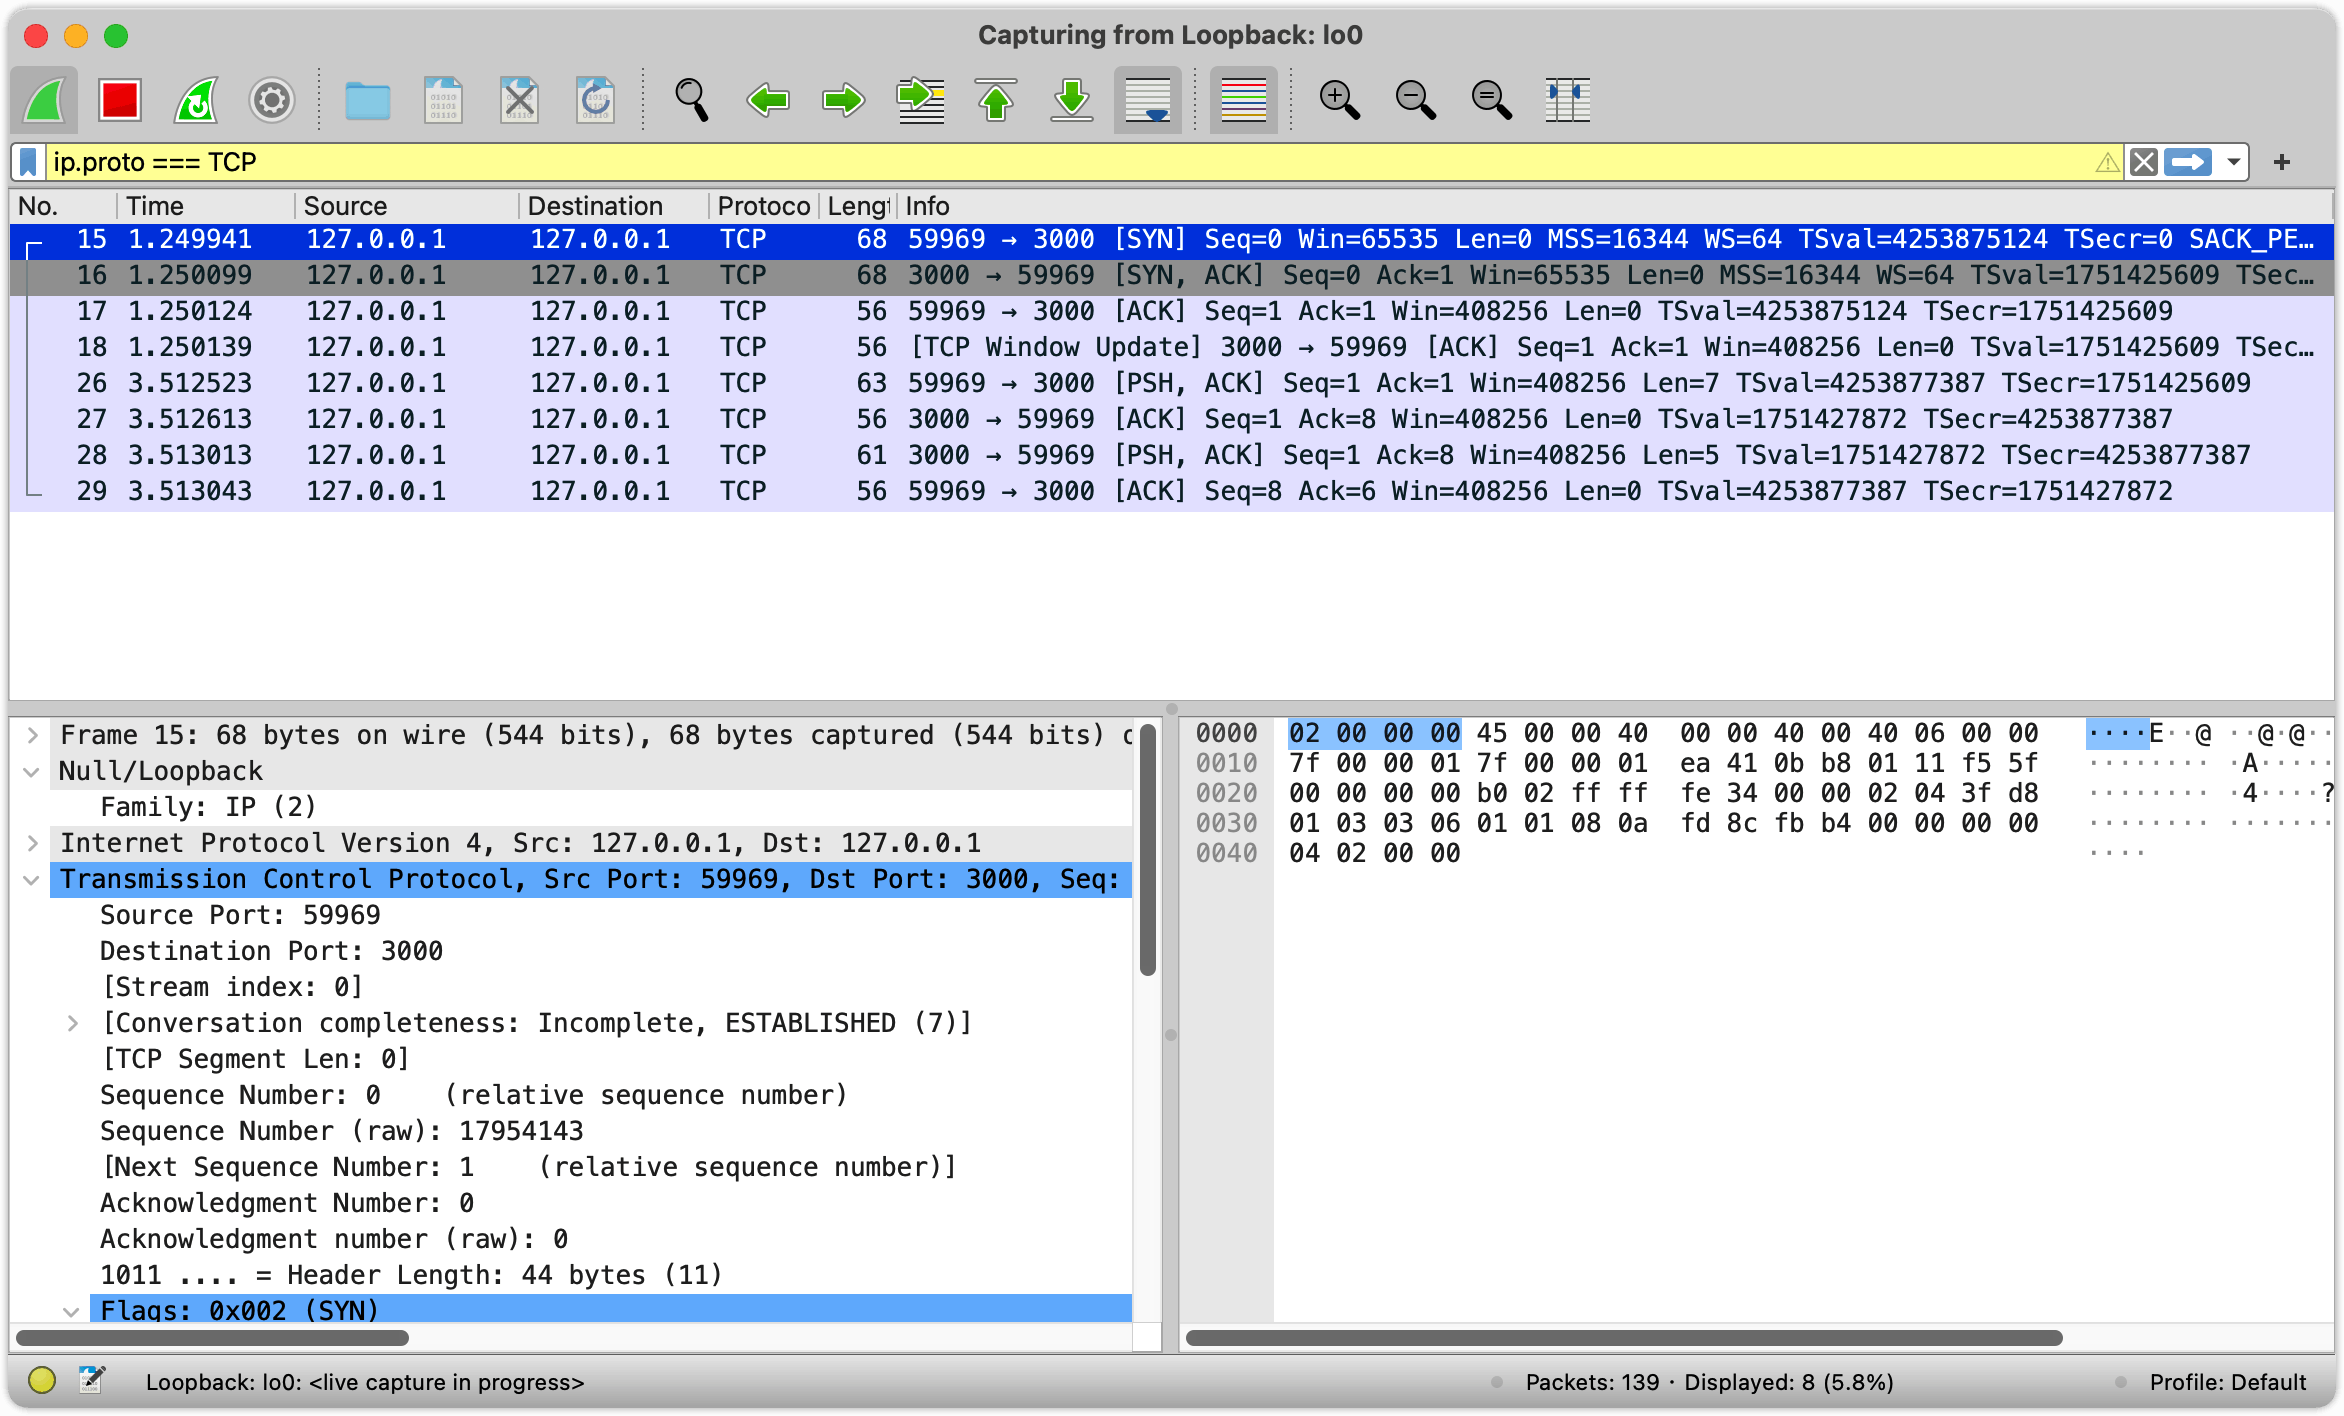 Capturing from Loopback: lo0
ip.proto === TCP
No. Time Source Destination Protoco Lengt Info
15 1.249941 127.0.0.1 127.0.0.1 TCP 68 59969 → 3000 [SYN] Seq=0 Win=65535 Len=0 MSS=16344 WS=64 TSval=4253875124 TSecr=0 SACK_PE…
16 1.250099 127.0.0.1 127.0.0.1 TCP 68 3000 → 59969 [SYN, ACK] Seq=0 Ack=1 Win=65535 Len=0 MSS=16344 WS=64 TSval=1751425609 TSec…
17 1.250124 127.0.0.1 127.0.0.1 TCP 56 59969 → 3000 [ACK] Seq=1 Ack=1 Win=408256 Len=0 TSval=4253875124 TSecr=1751425609
18 1.250139 127.0.0.1 127.0.0.1 TCP 56 [TCP Window Update] 3000 → 59969 [ACK] Seq=1 Ack=1 Win=408256 Len=0 TSval=1751425609 TSec…
26 3.512523 127.0.0.1 127.0.0.1 TCP 63 59969 → 3000 [PSH, ACK] Seq=1 Ack=1 Win=408256 Len=7 TSval=4253877387 TSecr=1751425609
27 3.512613 127.0.0.1 127.0.0.1 TCP 56 3000 → 59969 [ACK] Seq=1 Ack=8 Win=408256 Len=0 TSval=1751427872 TSecr=4253877387
28 3.513013 127.0.0.1 127.0.0.1 TCP 61 3000 → 59969 [PSH, ACK] Seq=1 Ack=8 Win=408256 Len=5 TSval=1751427872 TSecr=4253877387
29 3.513043 127.0.0.1 127.0.0.1 TCP 56 59969 → 3000 [ACK] Seq=8 Ack=6 Win=408256 Len=0 TSval=4253877387 TSecr=1751427872
Frame 15: 68 bytes on wire (544 bits), 68 bytes captured (544 bits)
Null/Loopback
Family: IP (2)
Internet Protocol Version 4, Src: 127.0.0.1, Dst: 127.0.0.1
Transmission Control Protocol, Src Port: 59969, Dst Port: 3000, Seq:
Source Port: 59969
Destination Port: 3000
[Stream index: 0]
[Conversation completeness: Incomplete, ESTABLISHED (7)]
[TCP Segment Len: 0]
Sequence Number: 0 (relative sequence number)
Sequence Number (raw): 17954143
[Next Sequence Number: 1 (relative sequence number)]
Acknowledgment Number: 0
Acknowledgment number (raw): 0
1011 .... = Header Length: 44 bytes (11)
Flags: 0x002 (SYN)
0000 02 00 00 00 45 00 00 40 00 00 40 00 40 06 00 00 ····E··@ ··@·@··
0010 7f 00 00 01 7f 00 00 01 ea 41 0b b8 01 11 f5 5f ········ ·A·····
0020 00 00 00 00 b0 02 ff ff fe 34 00 00 02 04 3f d8 ········ ·4····?
0030 01 03 03 06 01 01 08 0a fd 8c fb b4 00 00 00 00 ········ ·······
0040 04 02 00 00 ····
Loopback: lo0: <live capture in progress>
Packets: 139 · Displayed: 8 (5.8%)
Profile: Default